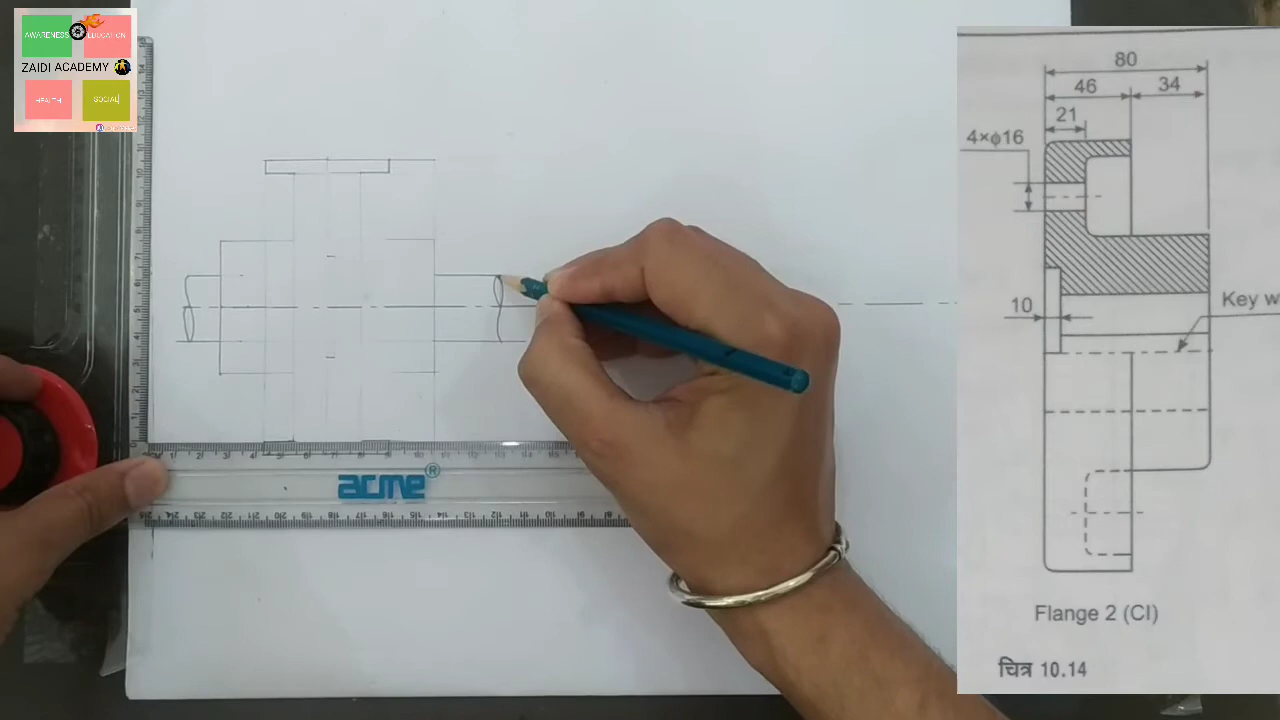 AWARENESS
EDUCATION
ZAIDI ACADEMY
HEALTH
SOCIAL
acme®
80
46
34
21
4×ϕ16
10
Key w
Flange 2 (CI)
चित्र 10.14